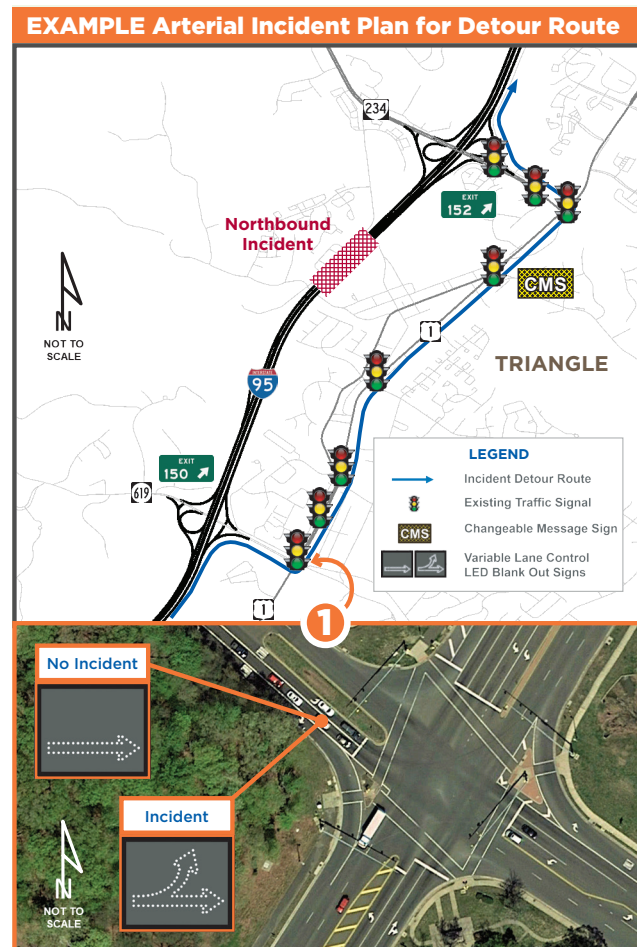 EXAMPLE Arterial Incident Plan for Detour Route
234
EXIT
152
Northbound
Incident
CMS
N
NOT TO
SCALE
1
TRIANGLE
INTERSTATE
95
EXIT
150
619
LEGEND
Incident Detour Route
Existing Traffic Signal
CMS
Changeable Message Sign
Variable Lane Control
LED Blank Out Signs
1
1
No Incident
Incident
N
NOT TO
SCALE